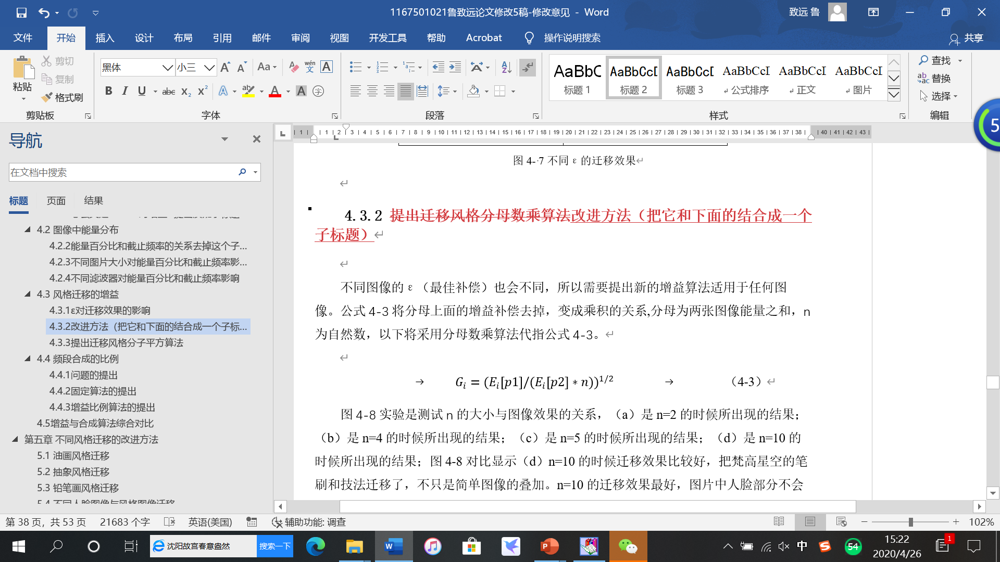 1167501021鲁致远论文修改5稿-修改意见 - Word
致远 鲁
文件 开始 插入 设计 布局 引用 邮件 审阅 视图 开发工具 帮助 Acrobat 操作说明搜索 共享
粘贴 剪切 复制 格式刷
黑体 小三
剪贴板 字体 段落 样式 编辑
AaBbC AaBbCcD AaBbCcD AaBbCcI AaBbCcI AaBbCcI
标题 1 标题 2 标题 3 公式排序 正文 图片
查找
替换
选择
导航
在文档中搜索
标题 页面 结果
4.2 图像中能量分布
4.2.2能量百分比和截止频率的关系去掉这个子...
4.2.3不同图片大小对能量百分比和截止频率影...
4.2.4不同滤波器对能量百分比和截止频率影响
4.3 风格迁移的增益
4.3.1ε对迁移效果的影响
4.3.2改进方法（把它和下面的结合成一个子标...
4.3.3提出迁移风格分子平方算法
4.4 频段合成的比例
4.4.1问题的提出
4.4.2固定算法的提出
4.4.3增益比例算法的提出
4.5增益与合成算法综合对比
第五章 不同风格迁移的改进方法
5.1 油画风格迁移
5.2 抽象风格迁移
5.3 铅笔画风格迁移
5.4 不同人脸图像与风格图像迁移
图 4- 7 不同 ε 的迁移效果
4.3.2 提出迁移风格分母数乘算法改进方法（把它和下面的结合成一个
子标题）
不同图像的 ε（最佳补偿）也会不同，所以需要提出新的增益算法适用于任何图
像。公式 4-3 将分母上面的增益补偿去掉，变成乘积的关系,分母为两张图像能量之和，n
为自然数，以下将采用分母数乘算法代指公式 4-3。
→ G_i = (E_i[p1]/(E_i[p2] ∗ n))^{1/2} → （4-3）
图 4-8 实验是测试 n 的大小与图像效果的关系，（a）是 n=2 的时候所出现的结果；
（b）是 n=4 的时候所出现的结果；（c）是 n=5 的时候所出现的结果；（d）是 n=10 的
时候所出现的结果；图 4-8 对比显示（d）n=10 的时候迁移效果比较好，把梵高星空的笔
刷和技法迁移了，不只是简单图像的叠加。n=10 的迁移效果最好，图片中人脸部分不会
第 38 页，共 53 页 21683 个字 英语(美国) 辅助功能: 调查 102%
沈阳故宫春意盎然 搜索一下
中 54 15:22 1
2020/4/26